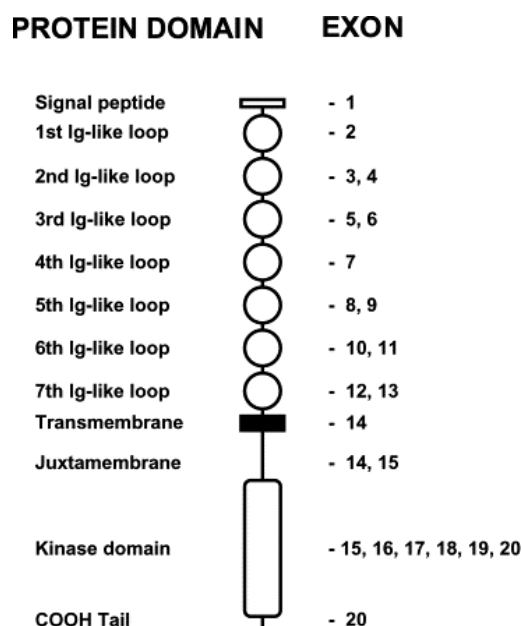 PROTEIN DOMAIN EXON
Signal peptide - 1
1st Ig-like loop - 2
2nd Ig-like loop - 3, 4
3rd Ig-like loop - 5, 6
4th Ig-like loop - 7
5th Ig-like loop - 8, 9
6th Ig-like loop - 10, 11
7th Ig-like loop - 12, 13
Transmembrane - 14
Juxtamembrane - 14, 15
Kinase domain - 15, 16, 17, 18, 19, 20
COOH Tail - 20